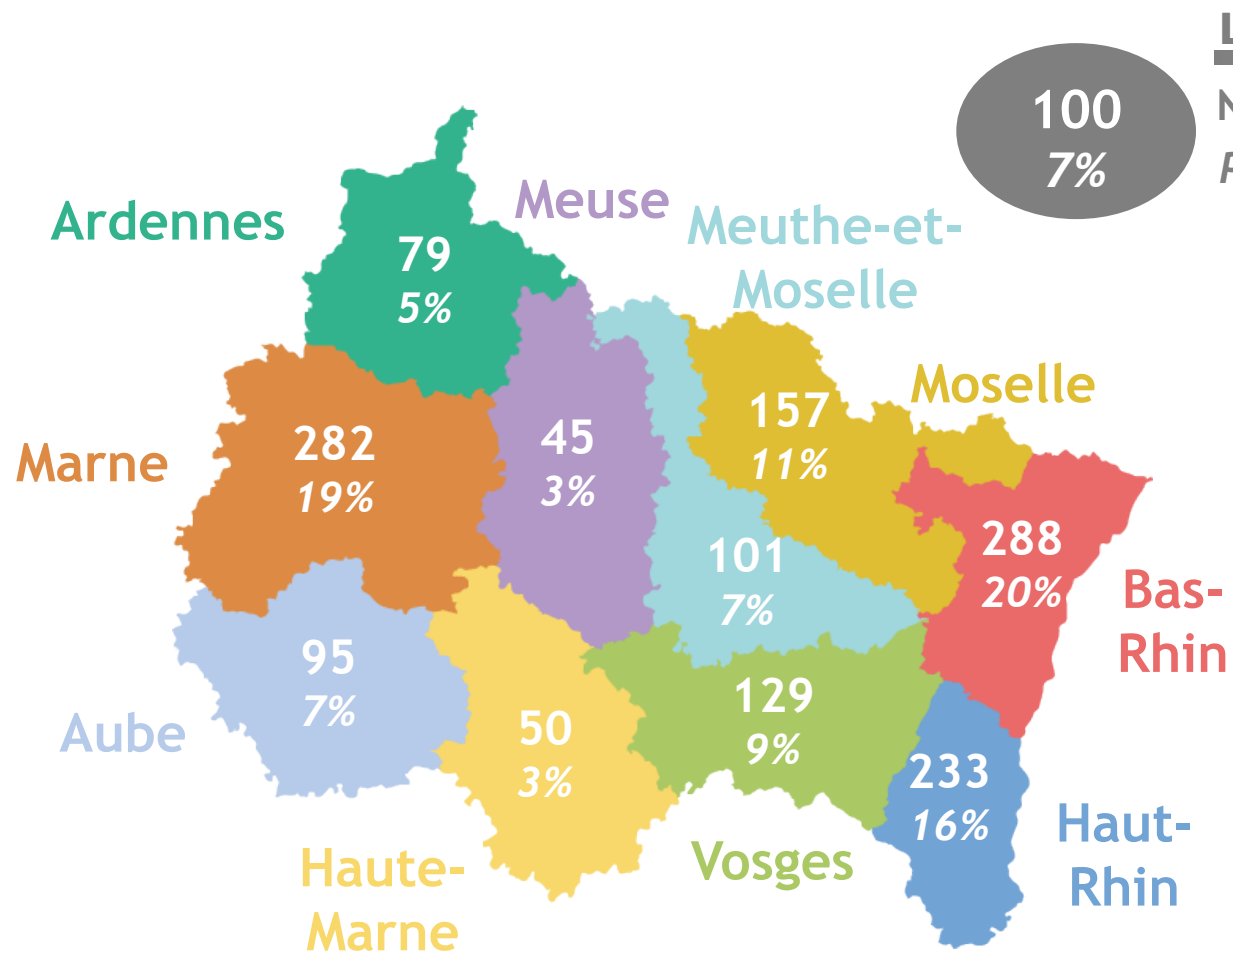 100
7%
Ardennes
79
5%
Meuse
Meuthe-et-
Moselle
Marne
282
19%
45
3%
157
11%
Moselle
101
7%
288
20%
Bas-
Rhin
Aube
95
7%
50
3%
Haute-
Marne
129
9%
Vosges
233
16%
Haut-
Rhin